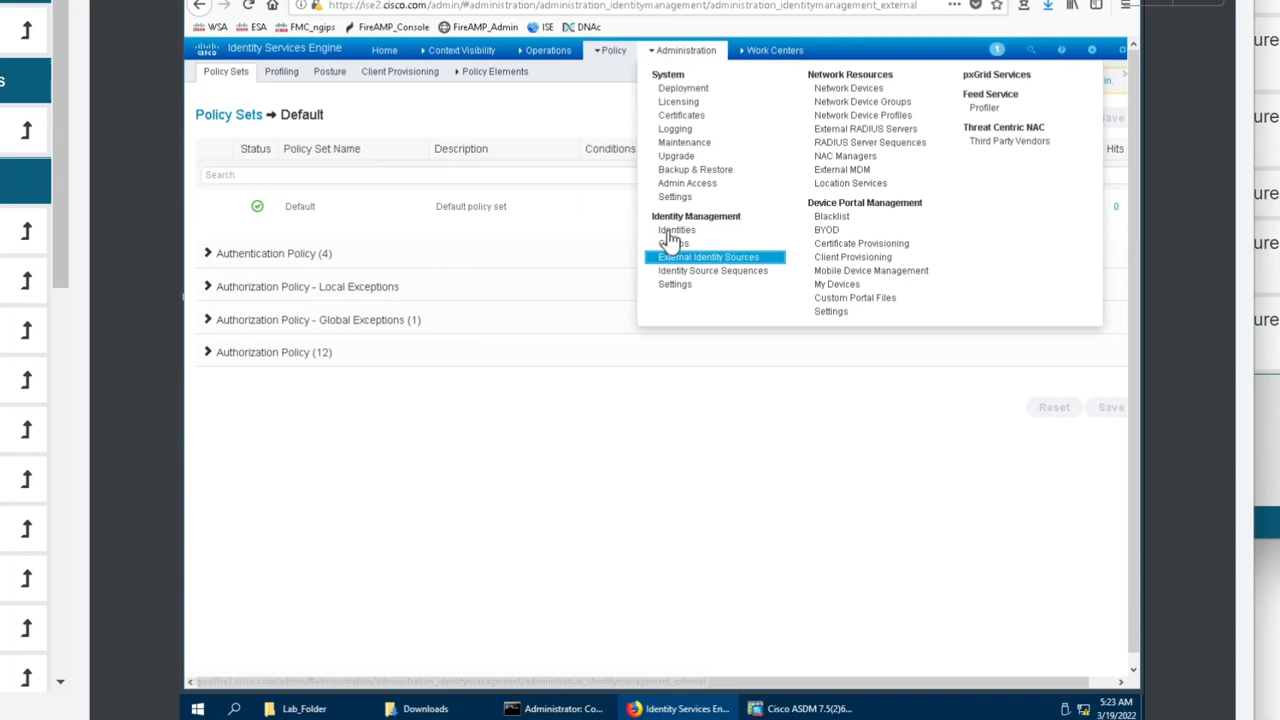 https://ise2.cisco.com/admin/#administration/administration_identitymanagement/administration_identitymanagement_external
WSA ESA FMC_ngips FireAMP_Console FireAMP_Admin ISE DNAc
cisco Identity Services Engine Home Context Visibility Operations Policy Administration Work Centers 1
Policy Sets Profiling Posture Client Provisioning Policy Elements
Policy Sets → Default
Status Policy Set Name Description Conditions Hits
Search
Default Default policy set 0
Authentication Policy (4)
Authorization Policy - Local Exceptions
Authorization Policy - Global Exceptions (1)
Authorization Policy (12)
Reset Save
System
Deployment
Licensing
Certificates
Logging
Maintenance
Upgrade
Backup & Restore
Admin Access
Settings
Identity Management
Identities
External Identity Sources
Identity Source Sequences
Settings
Network Resources
Network Devices
Network Device Groups
Network Device Profiles
External RADIUS Servers
RADIUS Server Sequences
NAC Managers
External MDM
Location Services
Device Portal Management
Blacklist
BYOD
Certificate Provisioning
Client Provisioning
Mobile Device Management
My Devices
Custom Portal Files
Settings
pxGrid Services
Feed Service
Profiler
Threat Centric NAC
Third Party Vendors
Lab_Folder Downloads Administrator: Co... Identity Services En... Cisco ASDM 7.5(2)6...
5:23 AM
3/19/2022